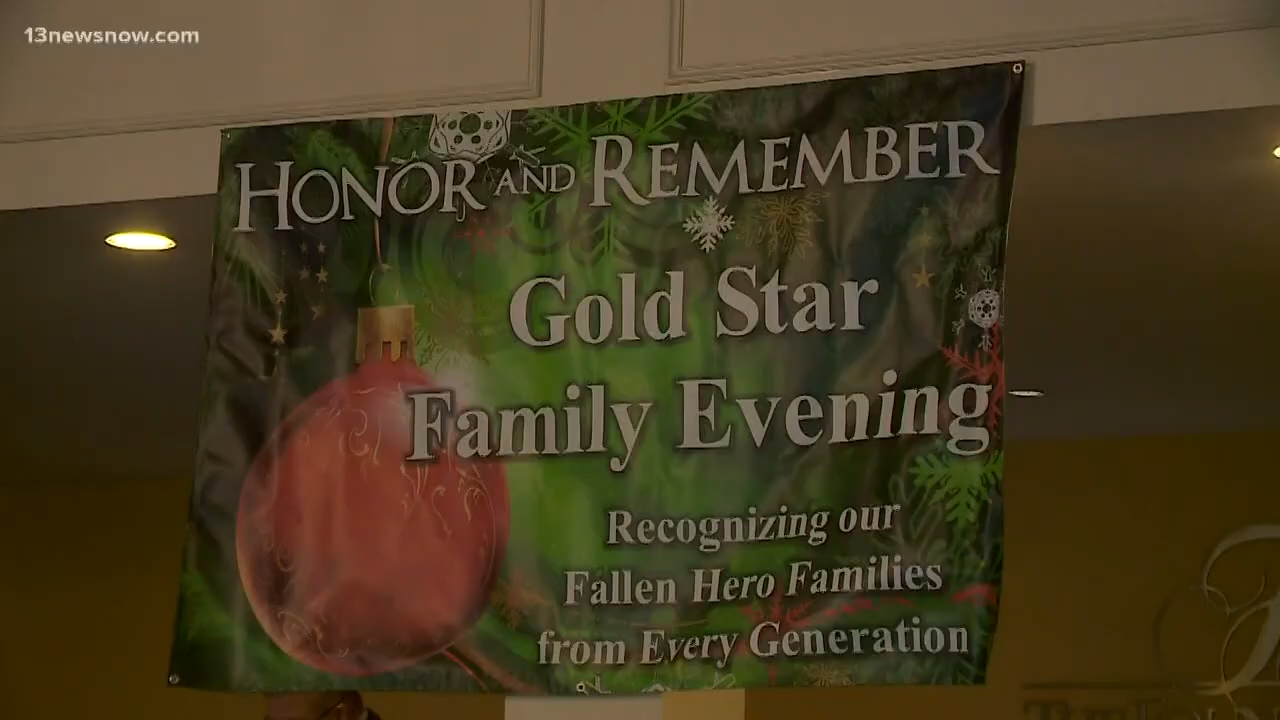 13newsnow.com
HONOR AND REMEMBER
Gold Star
Family Evening
Recognizing our
Fallen Hero Families
from Every Generation